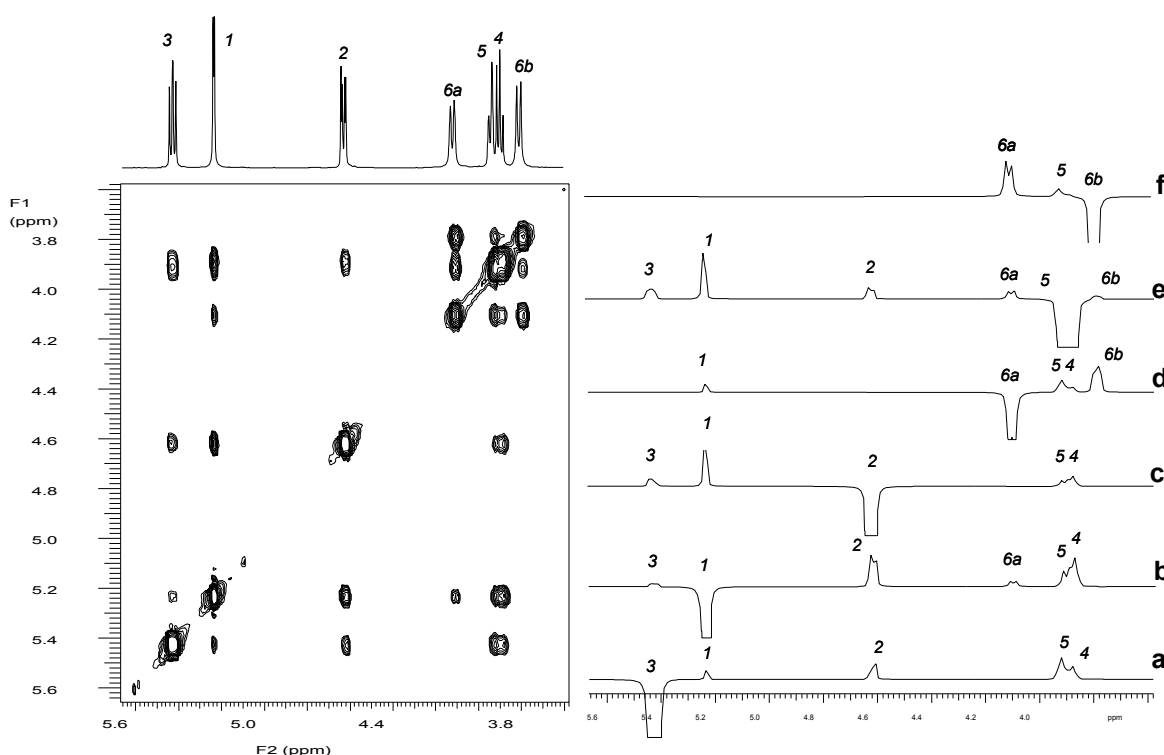 3 1 2 6a 5 4 6b
F1
(ppm)
3.8
4.0
4.2
4.4
4.6
4.8
5.0
5.2
5.4
5.6
5.6 5.0 4.4 3.8
F2 (ppm)
6a 5 6b f
3 1 2 6a 5 6b e
1 6a 5 4 6b d
3 1 2 5 4 c
3 1 2 6a 5 4 b
3 1 2 5 4 a
5.6 5.4 5.2 5.0 4.8 4.6 4.4 4.2 4.0 ppm